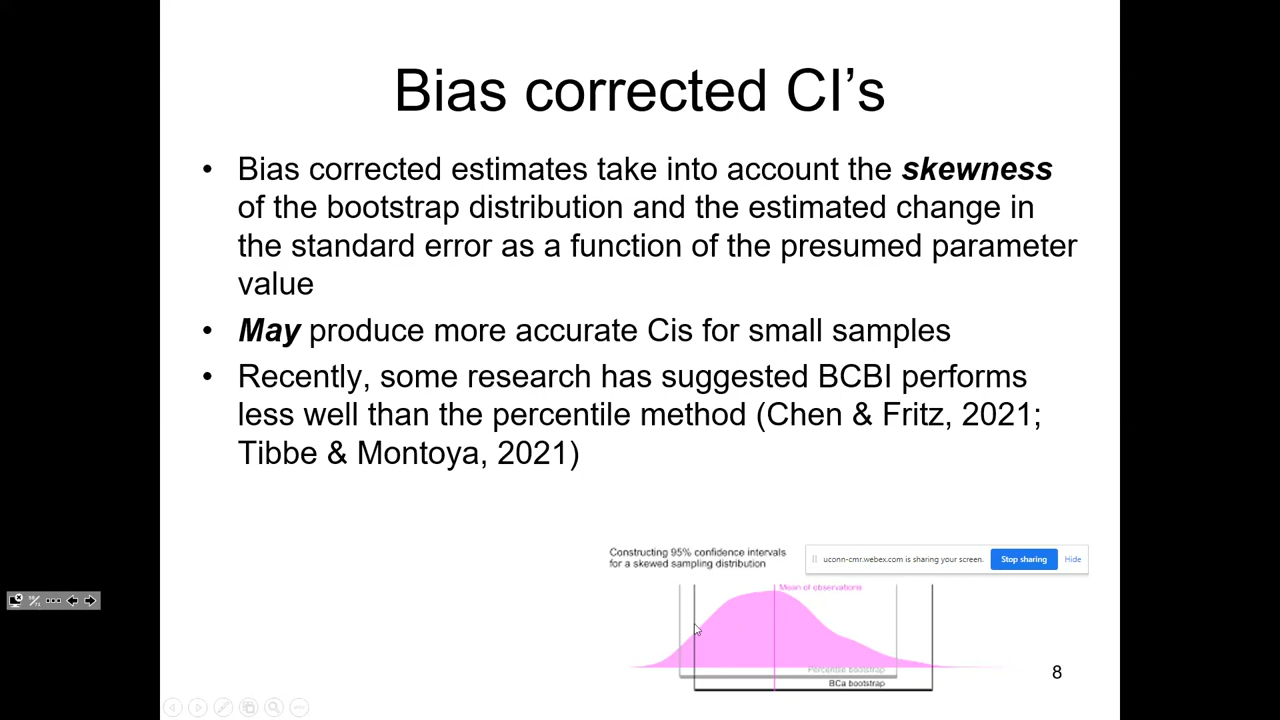 Bias corrected CI's
• Bias corrected estimates take into account the skewness
of the bootstrap distribution and the estimated change in
the standard error as a function of the presumed parameter
value
• May produce more accurate Cis for small samples
• Recently, some research has suggested BCBI performs
less well than the percentile method (Chen & Fritz, 2021;
Tibbe & Montoya, 2021)
Constructing 95% confidence intervals
for a skewed sampling distribution
uconn-cmr.webex.com is sharing your screen.
Stop sharing
Hide
Mean of observations
Percentile bootstrap
BCa bootstrap
8